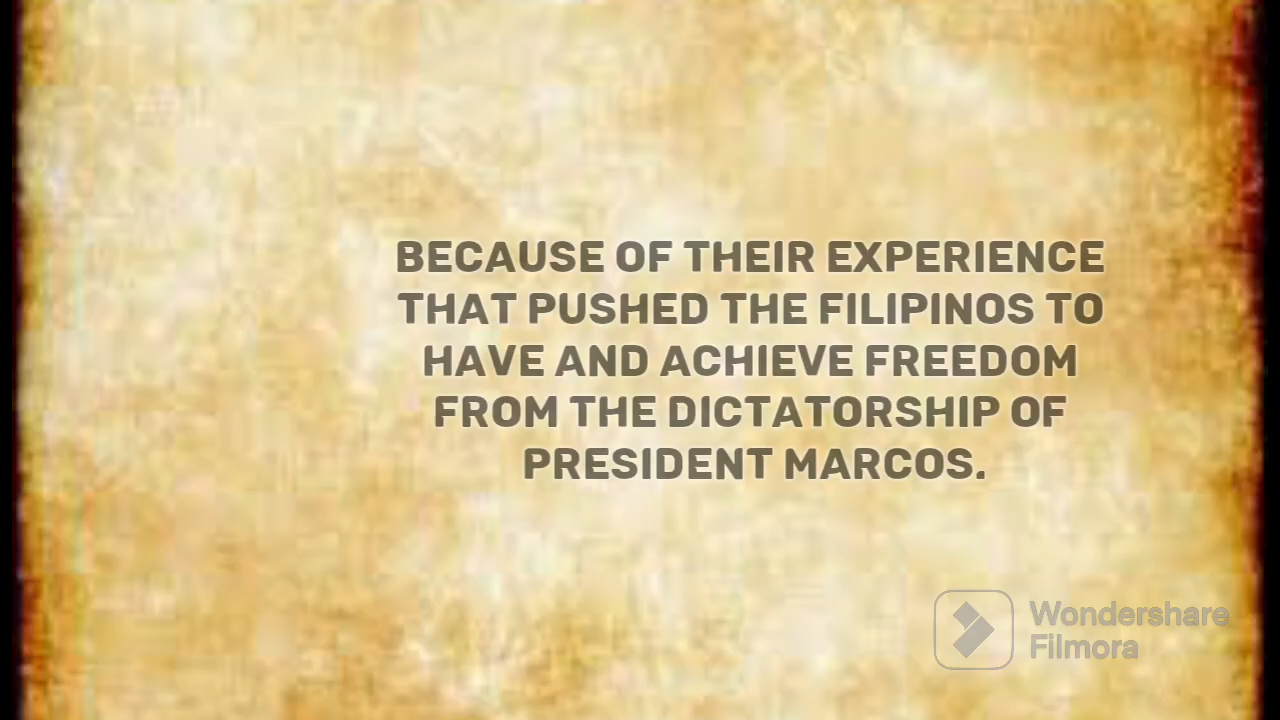 BECAUSE OF THEIR EXPERIENCE
THAT PUSHED THE FILIPINOS TO
HAVE AND ACHIEVE FREEDOM
FROM THE DICTATORSHIP OF
PRESIDENT MARCOS.
Wondershare
Filmora